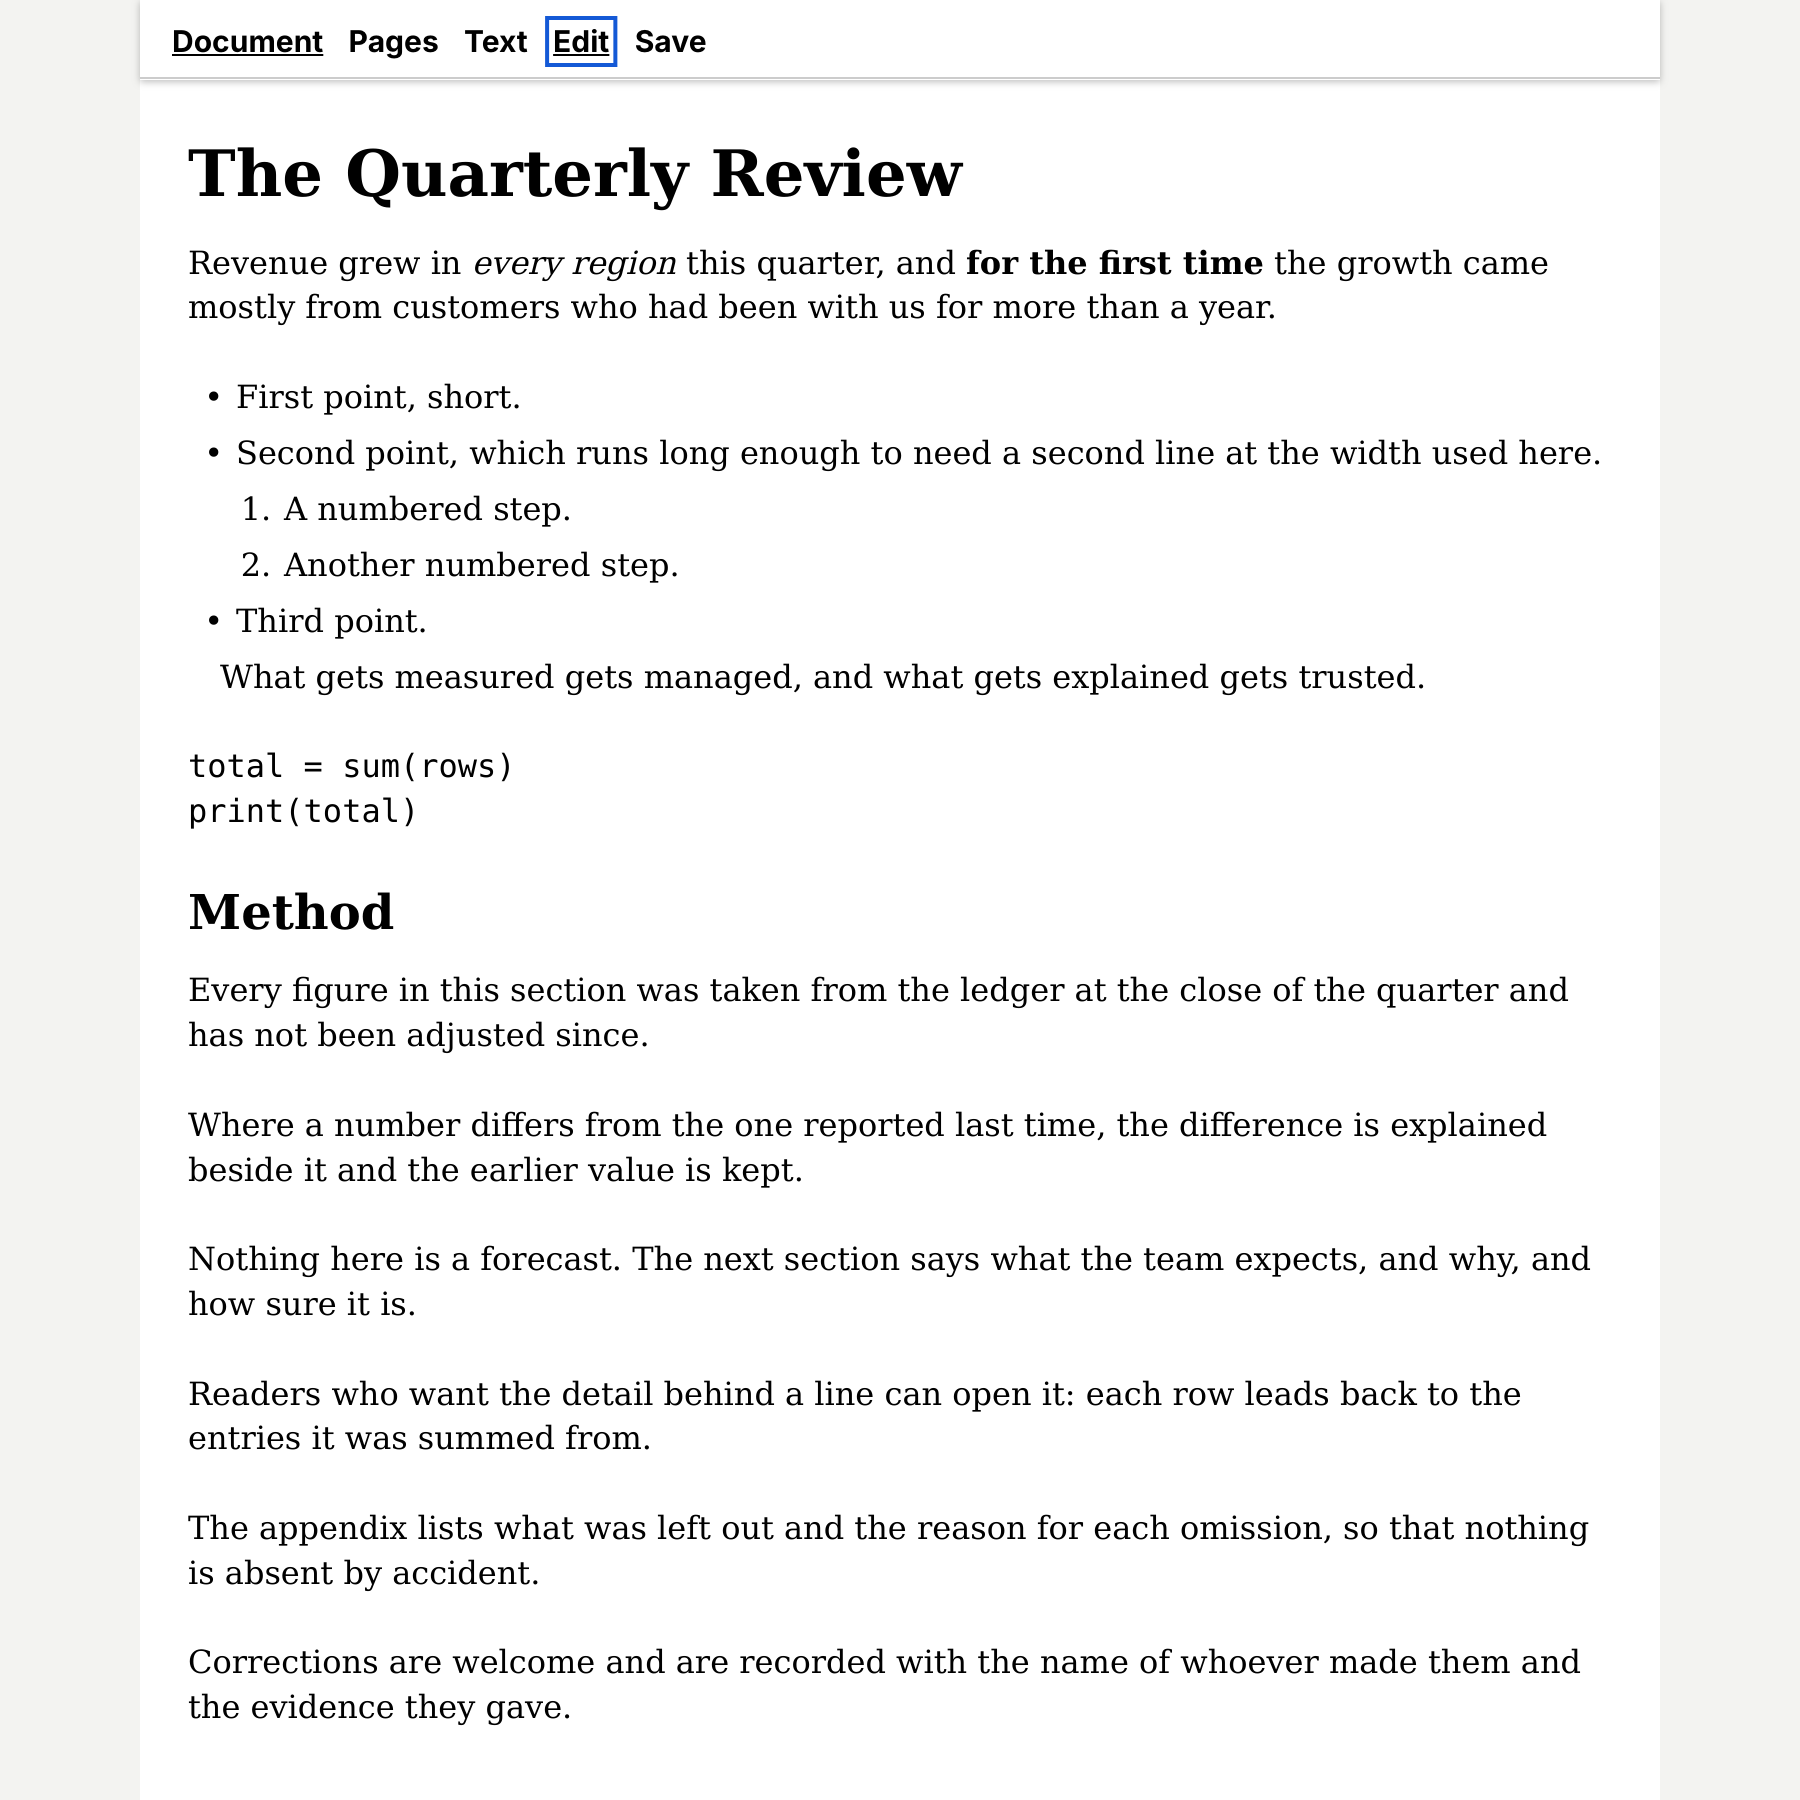 Document Pages Text Edit Save
The Quarterly Review
Revenue grew in every region this quarter, and for the first time the growth came
mostly from customers who had been with us for more than a year.
• First point, short.
• Second point, which runs long enough to need a second line at the width used here.
1. A numbered step.
2. Another numbered step.
• Third point.
What gets measured gets managed, and what gets explained gets trusted.
total = sum(rows)
print(total)
Method
Every figure in this section was taken from the ledger at the close of the quarter and
has not been adjusted since.
Where a number differs from the one reported last time, the difference is explained
beside it and the earlier value is kept.
Nothing here is a forecast. The next section says what the team expects, and why, and
how sure it is.
Readers who want the detail behind a line can open it: each row leads back to the
entries it was summed from.
The appendix lists what was left out and the reason for each omission, so that nothing
is absent by accident.
Corrections are welcome and are recorded with the name of whoever made them and
the evidence they gave.